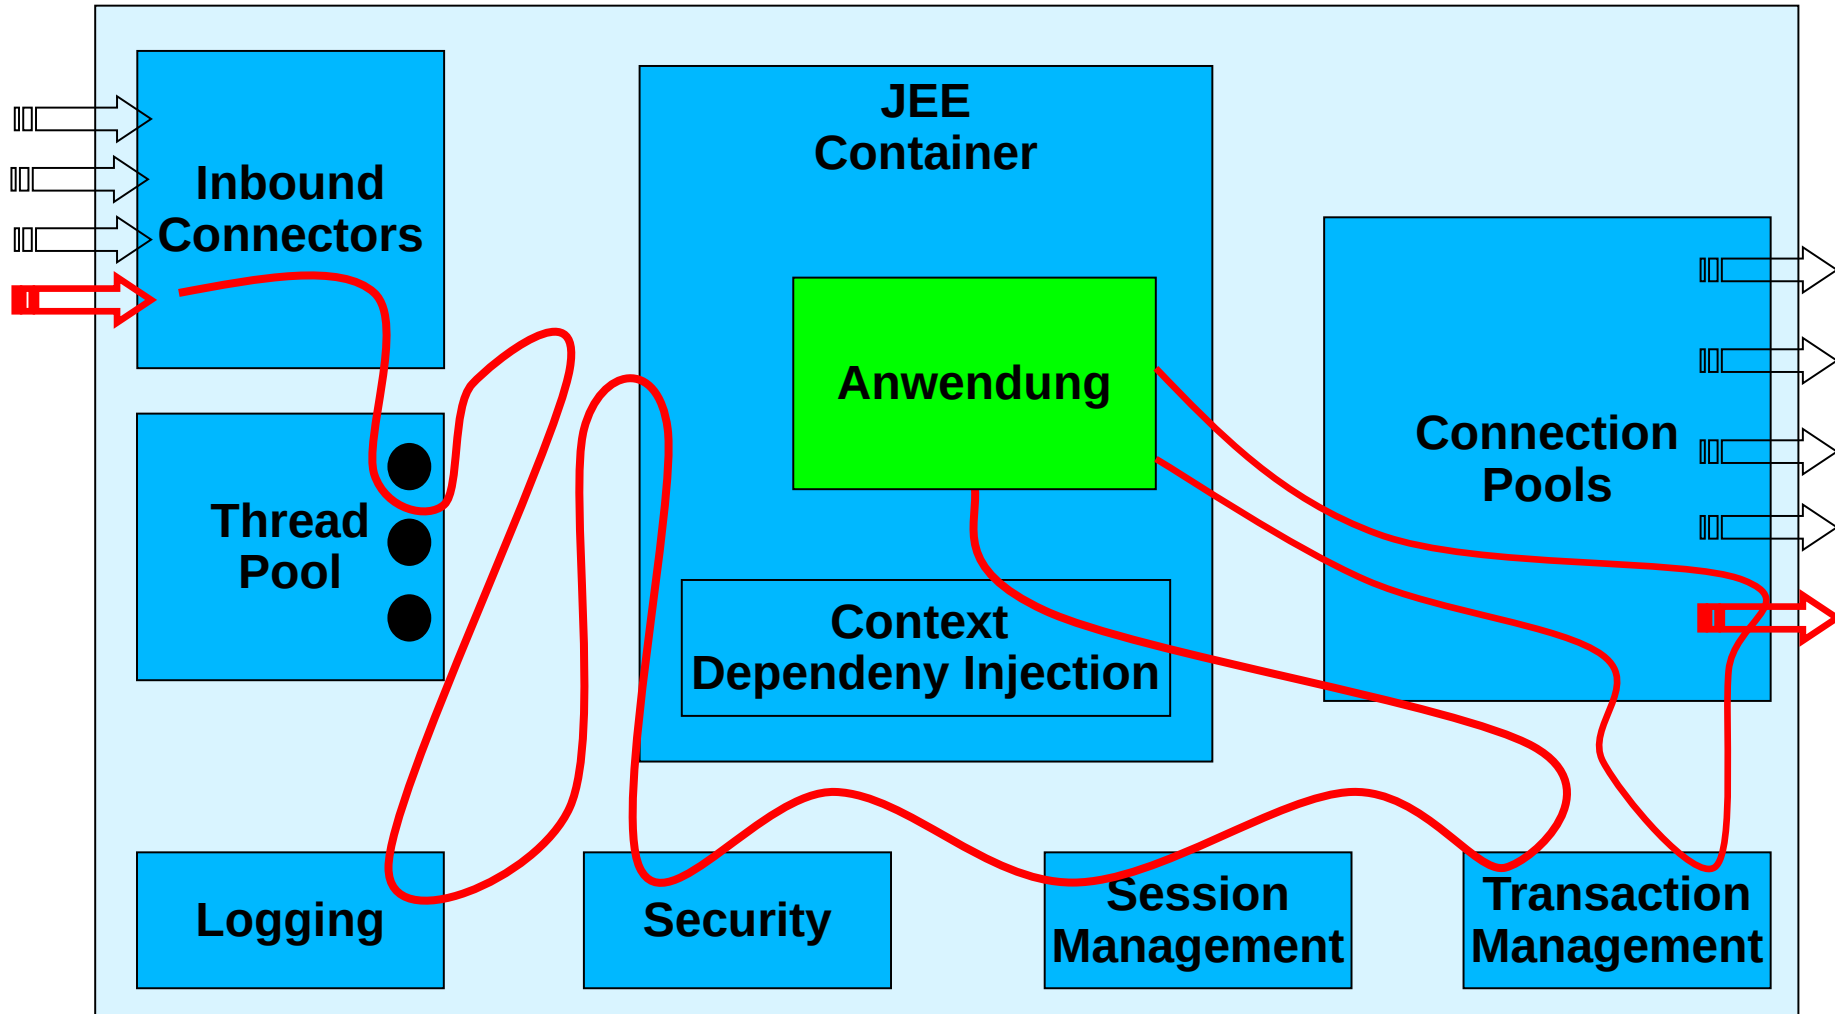 Inbound
Connectors
JEE
Container
Anwendung
Connection
Pools
Thread
Pool
Context
Dependeny Injection
Logging
Security
Session
Management
Transaction
Management